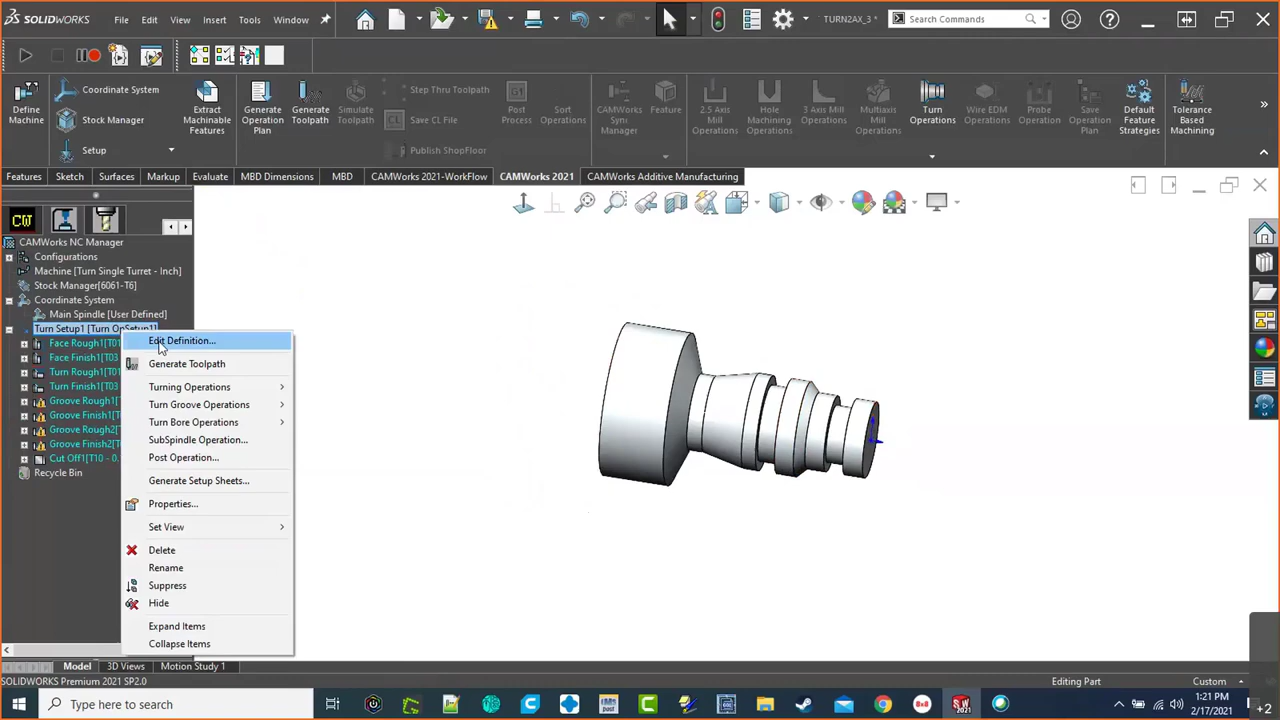 SOLIDWORKS File Edit View Insert Tools Window TURN2AX_3 * Search Commands
Define Machine
Coordinate System
Stock Manager
Setup
Extract Machinable Features
Generate Operation Plan
Generate Toolpath
Simulate Toolpath
Step Thru Toolpath
Save CL File
Publish ShopFloor
G1
Post Process
Sort Operations
CAMWorks Sync Manager
Feature
2.5 Axis Mill Operations
Hole Machining Operations
3 Axis Mill Operations
Multiaxis Mill Operations
Turn Operations
Wire EDM Operations
Probe Operation
Save Operation Plan
Default Feature Strategies
Tolerance Based Machining
Features Sketch Surfaces Markup Evaluate MBD Dimensions MBD CAMWorks 2021-WorkFlow CAMWorks 2021 CAMWorks Additive Manufacturing
CW
CAMWorks NC Manager
Configurations
Machine [Turn Single Turret - Inch]
Stock Manager[6061-T6]
Coordinate System
Main Spindle [User Defined]
Turn Setup1 [Turn OpSetup1]
Face Rough1[T01
Face Finish1[T03
Turn Rough1[T01
Turn Finish1[T03
Groove Rough1[
Groove Finish1[
Groove Rough2[
Groove Finish2[
Cut Off1[T10 - 0.
Recycle Bin
Edit Definition...
Generate Toolpath
Turning Operations
Turn Groove Operations
Turn Bore Operations
SubSpindle Operation...
Post Operation...
Generate Setup Sheets...
Properties...
Set View
Delete
Rename
Suppress
Hide
Expand Items
Collapse Items
Model 3D Views Motion Study 1
SOLIDWORKS Premium 2021 SP2.0 Editing Part Custom
Type here to search
1:21 PM
2/17/2021
+2